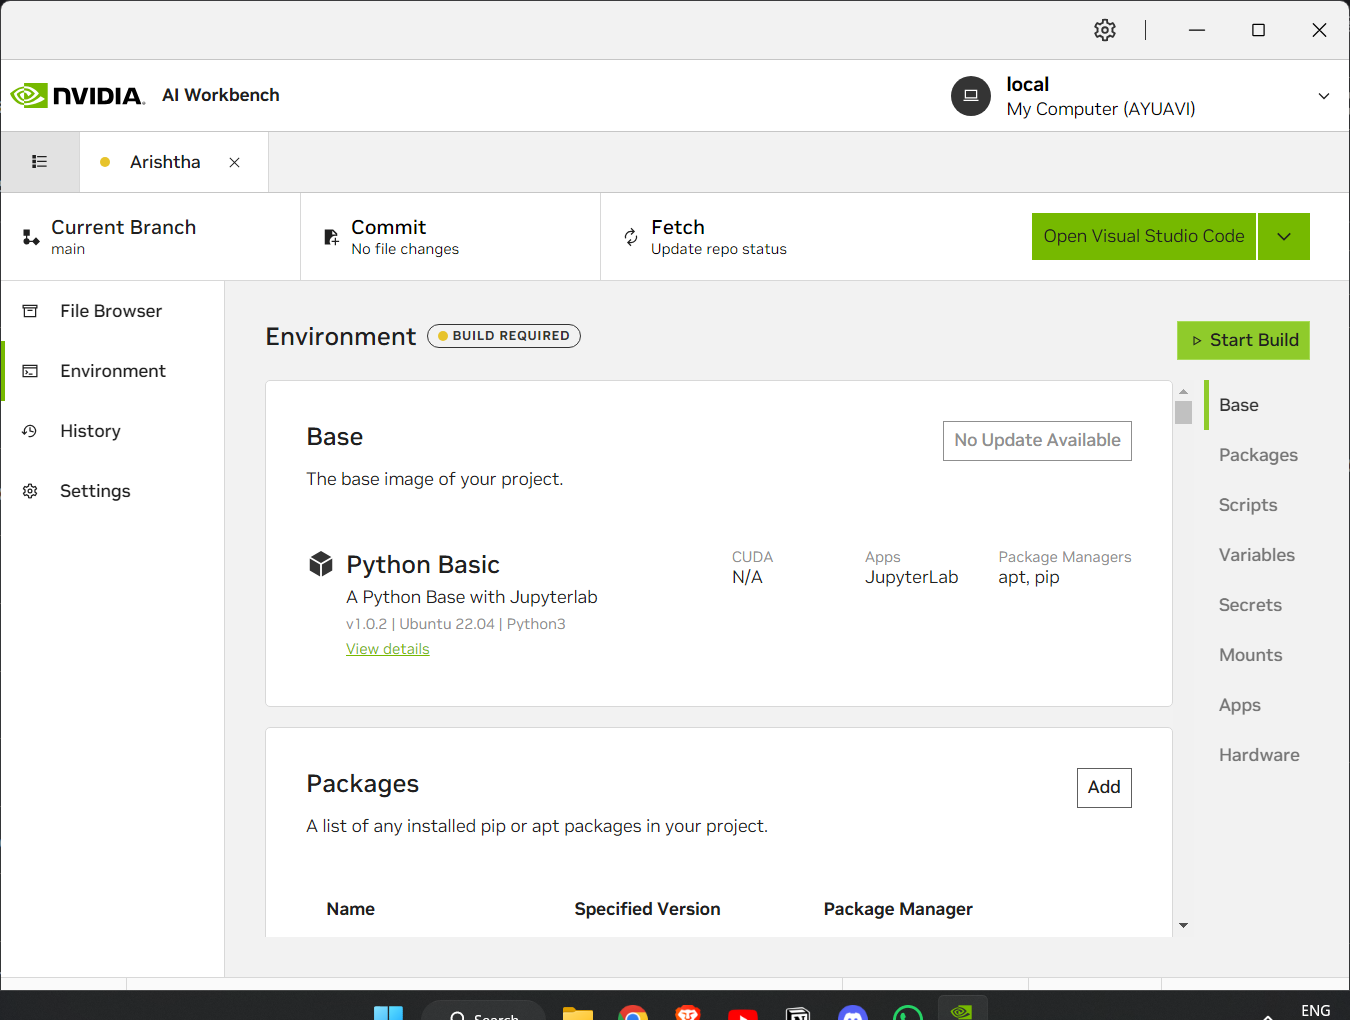 NVIDIA. AI Workbench
local
My Computer (AYUAVI)
Arishtha
Current Branch
main
Commit
No file changes
Fetch
Update repo status
Open Visual Studio Code
File Browser
Environment
History
Settings
Environment
BUILD REQUIRED
Start Build
Base
The base image of your project.
No Update Available
Python Basic
A Python Base with Jupyterlab
v1.0.2 | Ubuntu 22.04 | Python3
View details
CUDA
N/A
Apps
JupyterLab
Package Managers
apt, pip
Packages
A list of any installed pip or apt packages in your project.
Add
Name Specified Version Package Manager
Base
Packages
Scripts
Variables
Secrets
Mounts
Apps
Hardware
Search
ENG